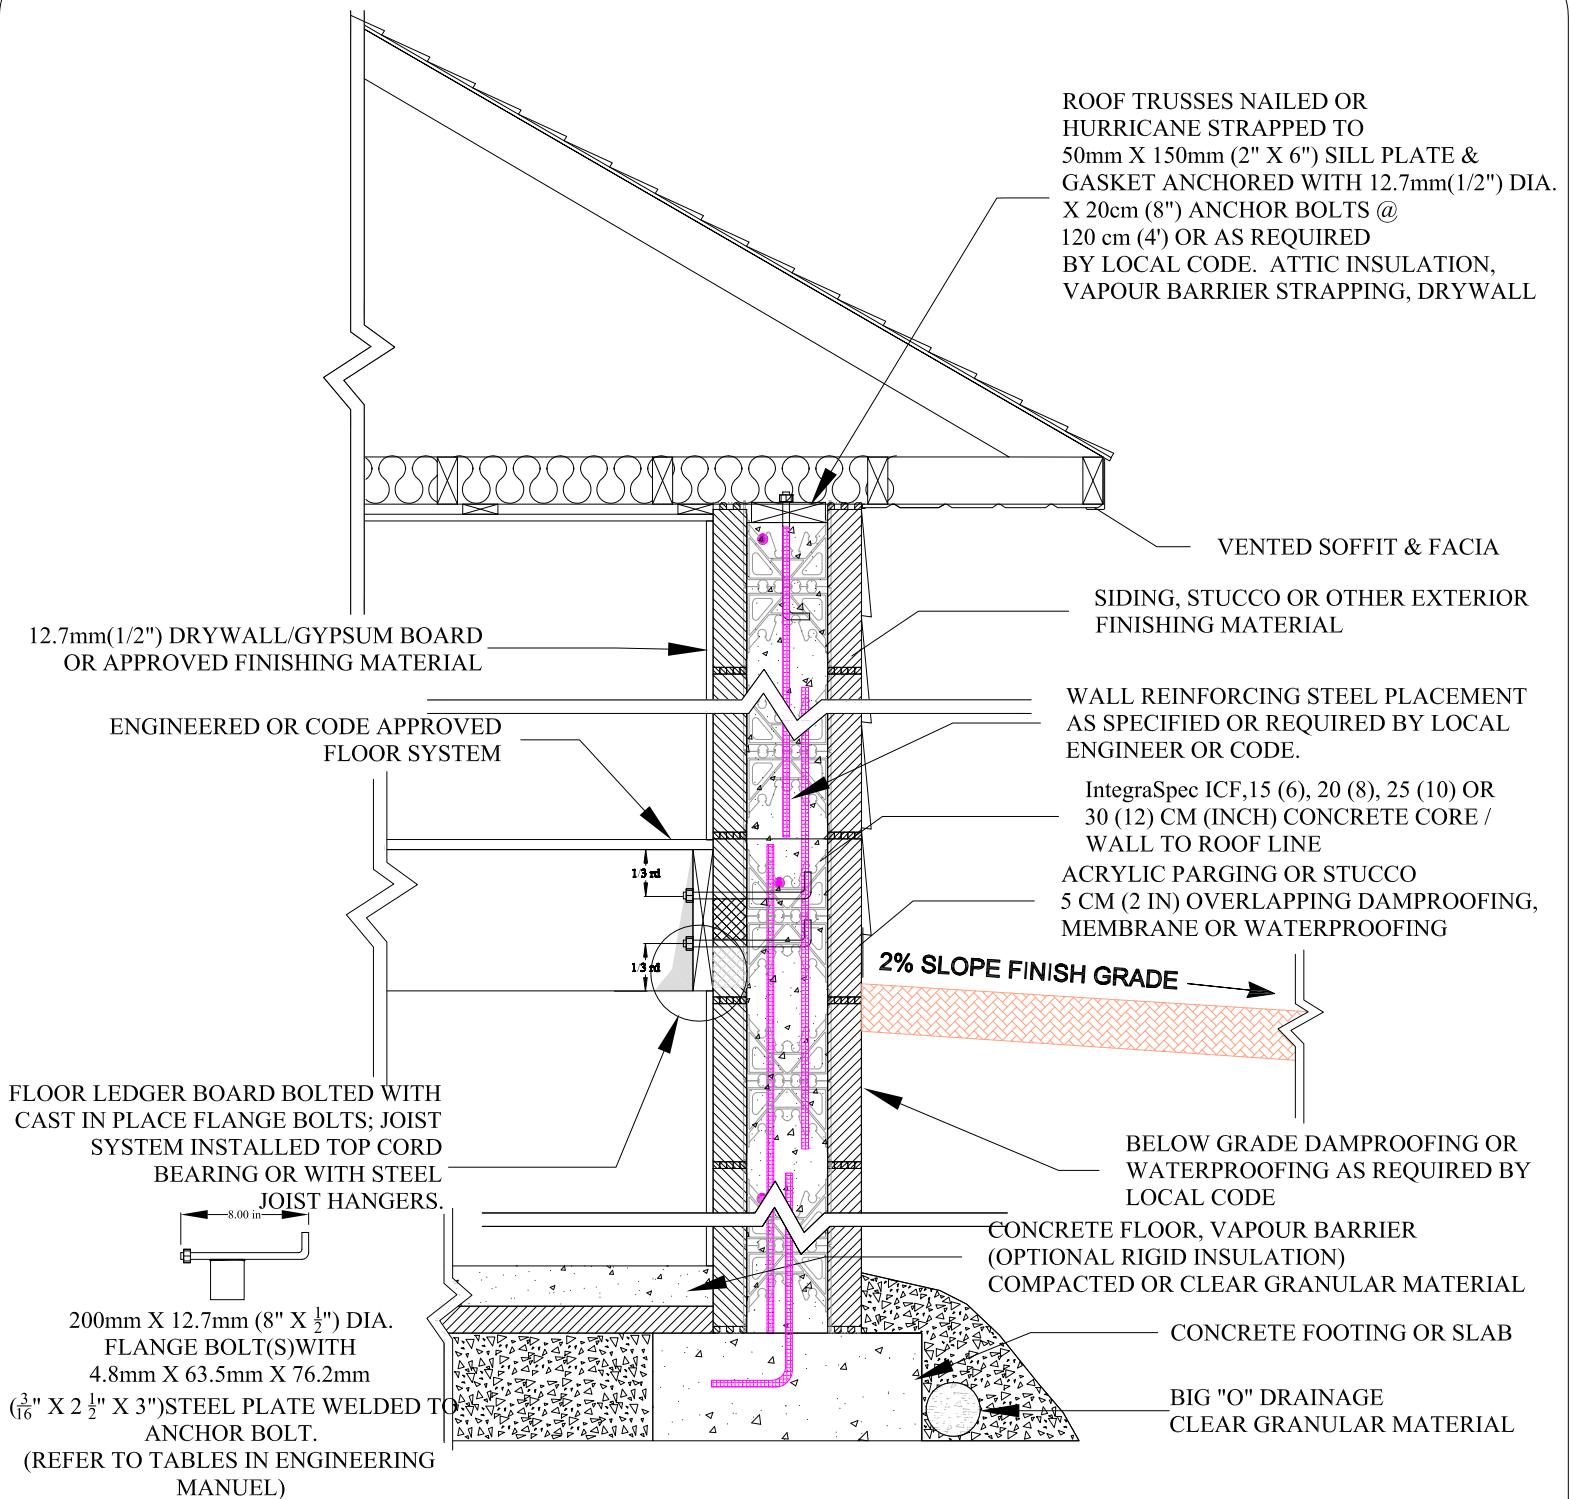 ROOF TRUSSES NAILED OR
HURRICANE STRAPPED TO
50mm X 150mm (2" X 6") SILL PLATE &
GASKET ANCHORED WITH 12.7mm(1/2") DIA.
X 20cm (8") ANCHOR BOLTS @
120 cm (4') OR AS REQUIRED
BY LOCAL CODE. ATTIC INSULATION,
VAPOUR BARRIER STRAPPING, DRYWALL
VENTED SOFFIT & FACIA
SIDING, STUCCO OR OTHER EXTERIOR
FINISHING MATERIAL
12.7mm(1/2") DRYWALL/GYPSUM BOARD
OR APPROVED FINISHING MATERIAL
WALL REINFORCING STEEL PLACEMENT
AS SPECIFIED OR REQUIRED BY LOCAL
ENGINEER OR CODE.
ENGINEERED OR CODE APPROVED
FLOOR SYSTEM
IntegraSpec ICF,15 (6), 20 (8), 25 (10) OR
30 (12) CM (INCH) CONCRETE CORE /
WALL TO ROOF LINE
1/3 rd
ACRYLIC PARGING OR STUCCO
5 CM (2 IN) OVERLAPPING DAMPROOFING,
MEMBRANE OR WATERPROOFING
1/3 rd
2% SLOPE FINISH GRADE
FLOOR LEDGER BOARD BOLTED WITH
CAST IN PLACE FLANGE BOLTS; JOIST
SYSTEM INSTALLED TOP CORD
BEARING OR WITH STEEL
JOIST HANGERS.
BELOW GRADE DAMPROOFING OR
WATERPROOFING AS REQUIRED BY
LOCAL CODE
8.00 in
CONCRETE FLOOR, VAPOUR BARRIER
(OPTIONAL RIGID INSULATION)
COMPACTED OR CLEAR GRANULAR MATERIAL
200mm X 12.7mm (8" X 1/2") DIA.
FLANGE BOLT(S)WITH
4.8mm X 63.5mm X 76.2mm
(3/16" X 2 1/2" X 3")STEEL PLATE WELDED TO
ANCHOR BOLT.
(REFER TO TABLES IN ENGINEERING
MANUEL)
CONCRETE FOOTING OR SLAB
BIG "O" DRAINAGE
CLEAR GRANULAR MATERIAL